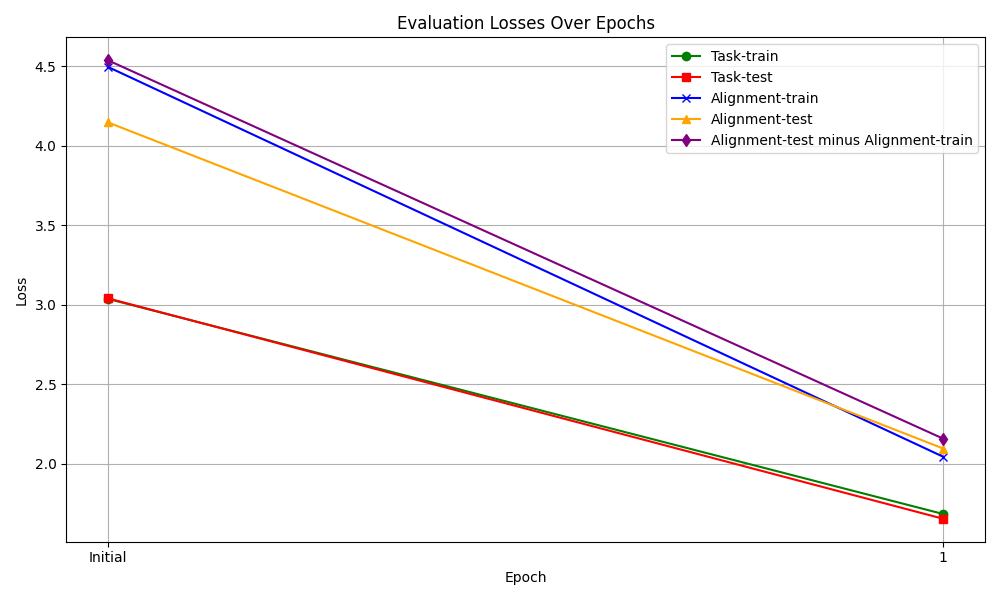 Evaluation Losses Over Epochs
Task-train
Task-test
Alignment-train
Alignment-test
Alignment-test minus Alignment-train
Loss
4.5
4.0
3.5
3.0
2.5
2.0
Initial
1
Epoch